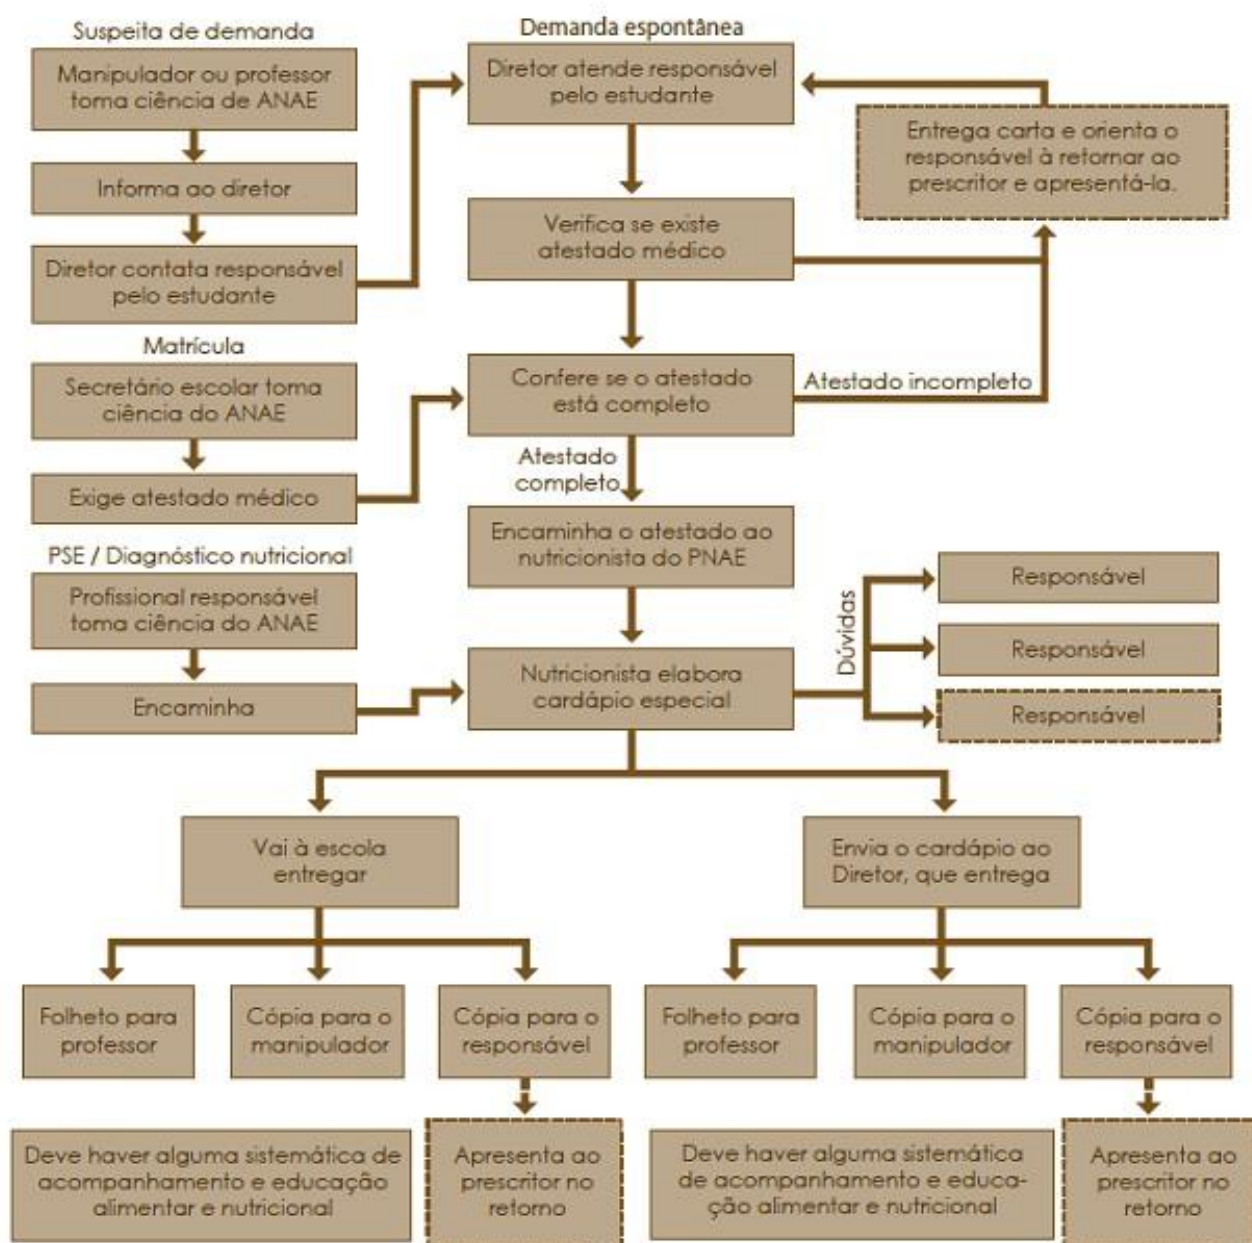 Suspeita de demanda
Manipulador ou professor
toma ciência de ANAE
Informa ao diretor
Diretor contata responsável
pelo estudante
Matrícula
Secretário escolar toma
ciência do ANAE
Exige atestado médico
PSE / Diagnóstico nutricional
Profissional responsável
toma ciência do ANAE
Encaminha
Demanda espontânea
Diretor atende responsável
pelo estudante
Verifica se existe
atestado médico
Confere se o atestado
está completo
Atestado
completo
Encaminha o atestado ao
nutricionista do PNAE
Nutricionista elabora
cardápio especial
Entrega carta e orienta o
responsável à retornar ao
prescritor e apresentá-la.
Atestado incompleto
Dúvidas
Responsável
Responsável
Responsável
Vai à escola
entregar
Folheto para
professor
Cópia para o
manipulador
Cópia para o
responsável
Deve haver alguma sistemática de
acompanhamento e educação
alimentar e nutricional
Apresenta ao
prescritor no
retorno
Envia o cardápio ao
Diretor, que entrega
Folheto para
professor
Cópia para o
manipulador
Cópia para o
responsável
Deve haver alguma sistemática
de acompanhamento e educa-
ção alimentar e nutricional
Apresenta ao
prescritor no
retorno